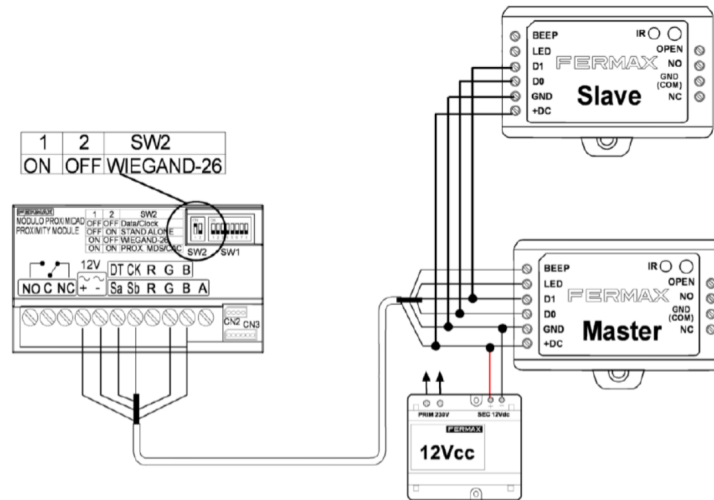 1 2 SW2
ON OFF WIEGAND-26
FERMAX
MODULO PROXIMIDAD
PROXIMITY MODULE
1 2 SW2
OFF OFF Data/Clock
OFF ON STAND ALONE
ON OFF WIEGAND-26
ON ON PROX. MDS/CAC
SW2 SW1
12V DT CK R G B
NO C NC + - Sa Sb R G B A
CN2
CN3
BEEP
LED
D1
D0
GND
+DC
FERMAX
Slave
IR
OPEN
NO
GND
(COM)
NC
BEEP
LED
D1
D0
GND
+DC
FERMAX
Master
IR
OPEN
NO
GND
(COM)
NC
PRIM 230V SEC 12Vdc
FERMAX
12Vcc